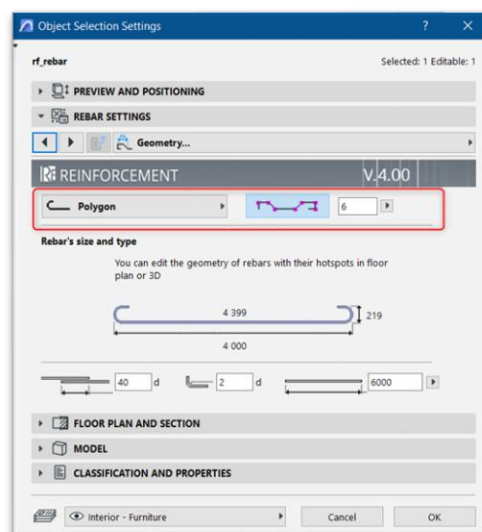 Object Selection Settings ? ×
rf_rebar Selected: 1 Editable: 1
PREVIEW AND POSITIONING
REBAR SETTINGS
Geometry...
REINFORCEMENT V.4.00
Polygon 6
Rebar's size and type
You can edit the geometry of rebars with their hotspots in floor
plan or 3D
4 399
219
4 000
40 d 2 d 6000
FLOOR PLAN AND SECTION
MODEL
CLASSIFICATION AND PROPERTIES
Interior - Furniture Cancel OK